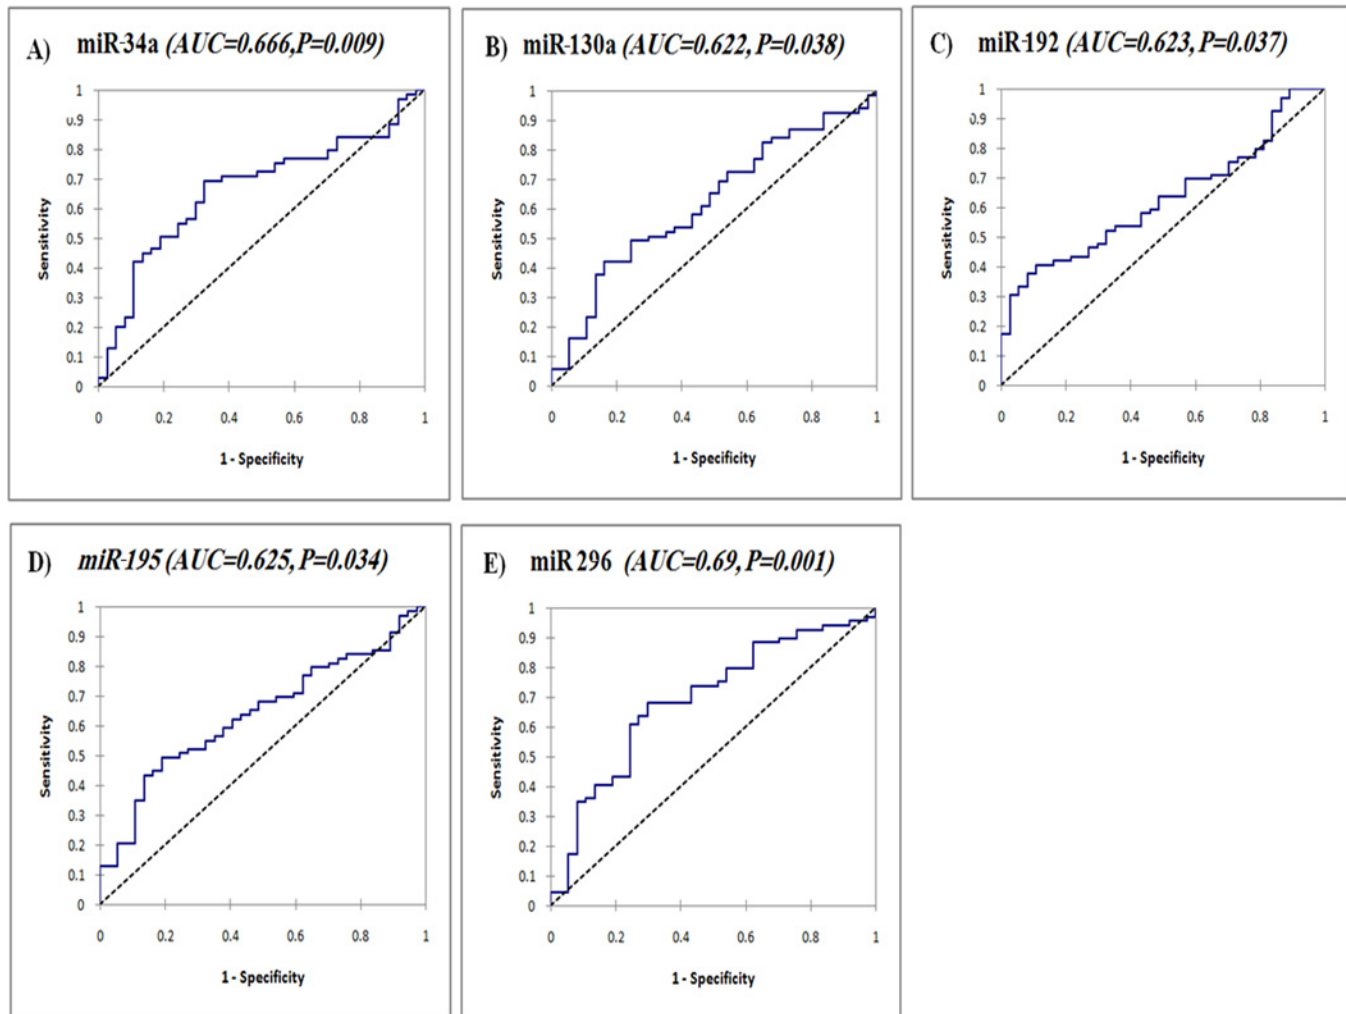 A) miR-34a (AUC=0.666,P=0.009)
1
0.9
0.8
0.7
0.6
0.5
0.4
0.3
0.2
0.1
0
Sensitivity
0 0.2 0.4 0.6 0.8 1
1 - Specificity
B) miR-130a (AUC=0.622, P=0.038)
1
0.9
0.8
0.7
0.6
0.5
0.4
0.3
0.2
0.1
0
Sensitivity
0 0.2 0.4 0.6 0.8 1
1 - Specificity
C) miR-192 (AUC=0.623, P=0.037)
1
0.9
0.8
0.7
0.6
0.5
0.4
0.3
0.2
0.1
0
Sensitivity
0 0.2 0.4 0.6 0.8 1
1 - Specificity
D) miR-195 (AUC=0.625, P=0.034)
1
0.9
0.8
0.7
0.6
0.5
0.4
0.3
0.2
0.1
0
Sensitivity
0 0.2 0.4 0.6 0.8 1
1 - Specificity
E) miR 296 (AUC=0.69, P=0.001)
1
0.9
0.8
0.7
0.6
0.5
0.4
0.3
0.2
0.1
0
Sensitivity
0 0.2 0.4 0.6 0.8 1
1 - Specificity